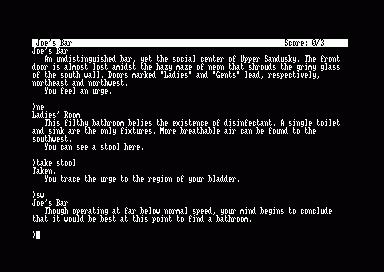 Joe's Bar Score: 0/3
Joe's Bar
An undistinguished bar, yet the social center of Upper Sandusky. The front
door is almost lost amidst the hazy maze of neon that shrouds the grimy glass
of the south wall. Doors marked "Ladies" and "Gents" lead, respectively,
northeast and northwest.
You feel an urge.
>ne
Ladies' Room
This filthy bathroom belies the existence of disinfectant. A single toilet
and sink are the only fixtures. More breathable air can be found to the
southwest.
You can see a stool here.
>take stool
Taken.
You trace the urge to the region of your bladder.
>sw
Joe's Bar
Though operating at far below normal speed, your mind begins to conclude
that it would be best at this point to find a bathroom.
>